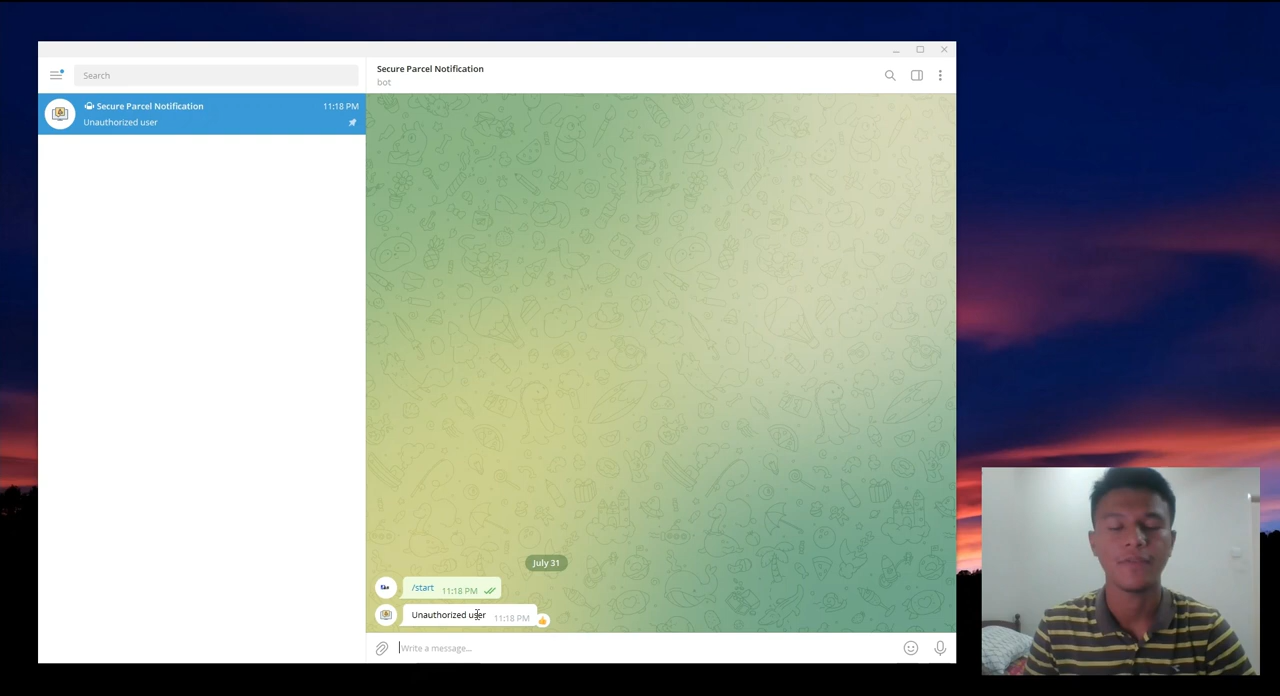 Search
Secure Parcel Notification
11:18 PM
Unauthorized user
Secure Parcel Notification
bot
July 31
/start 11:18 PM
Unauthorized user 11:18 PM
Write a message...